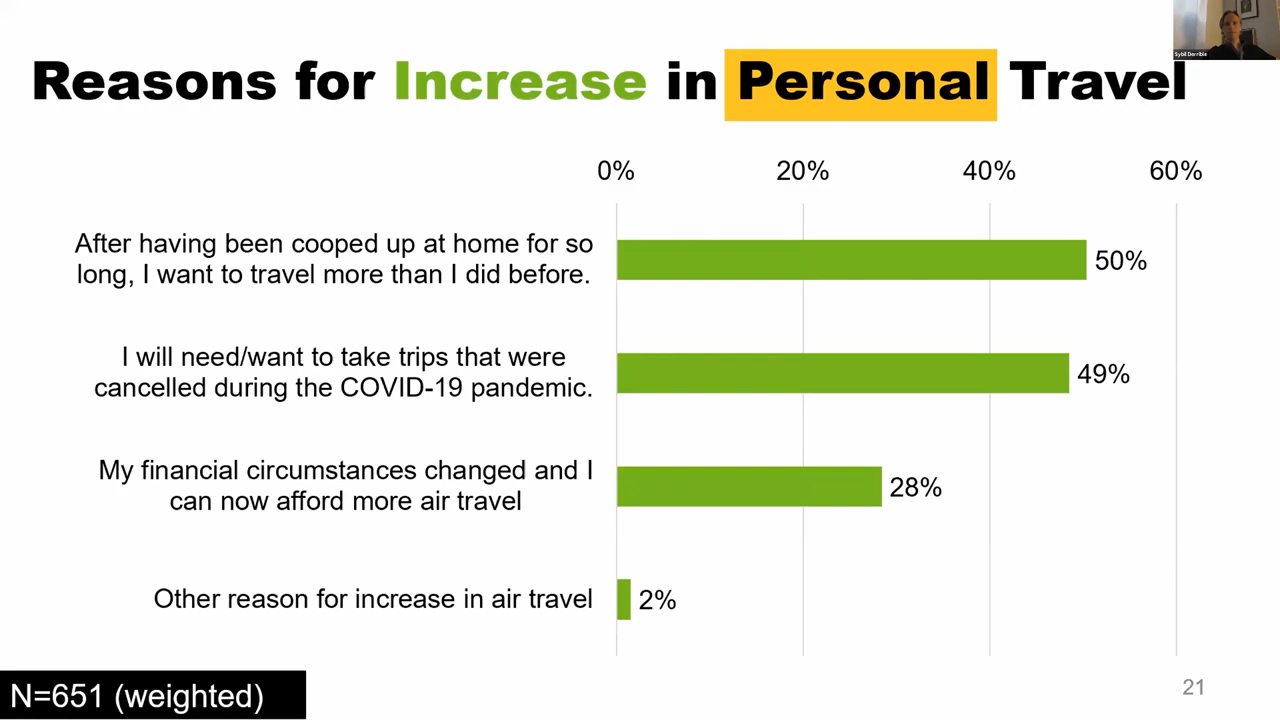 Sybil Derrible
Reasons for Increase in Personal Travel
0% 20% 40% 60%
After having been cooped up at home for so
long, I want to travel more than I did before.
50%
I will need/want to take trips that were
cancelled during the COVID-19 pandemic.
49%
My financial circumstances changed and I
can now afford more air travel
28%
Other reason for increase in air travel
2%
N=651 (weighted)
21